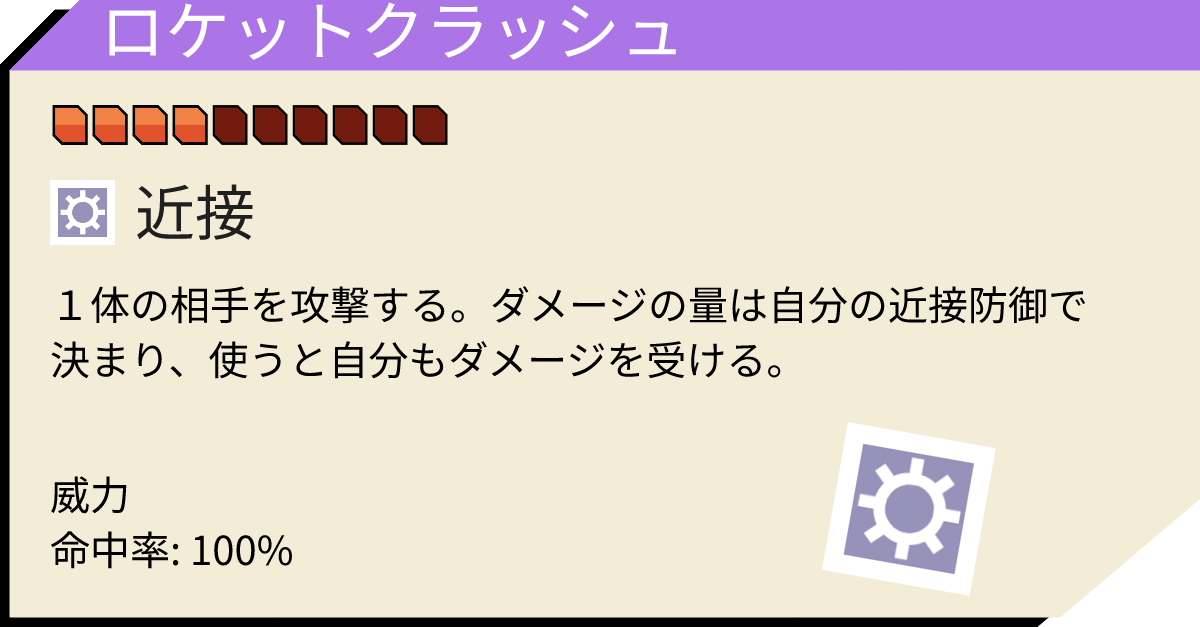 ロケットクラッシュ
近接
１体の相手を攻撃する。ダメージの量は自分の近接防御で
決まり、使うと自分もダメージを受ける。
威力
命中率: 100%